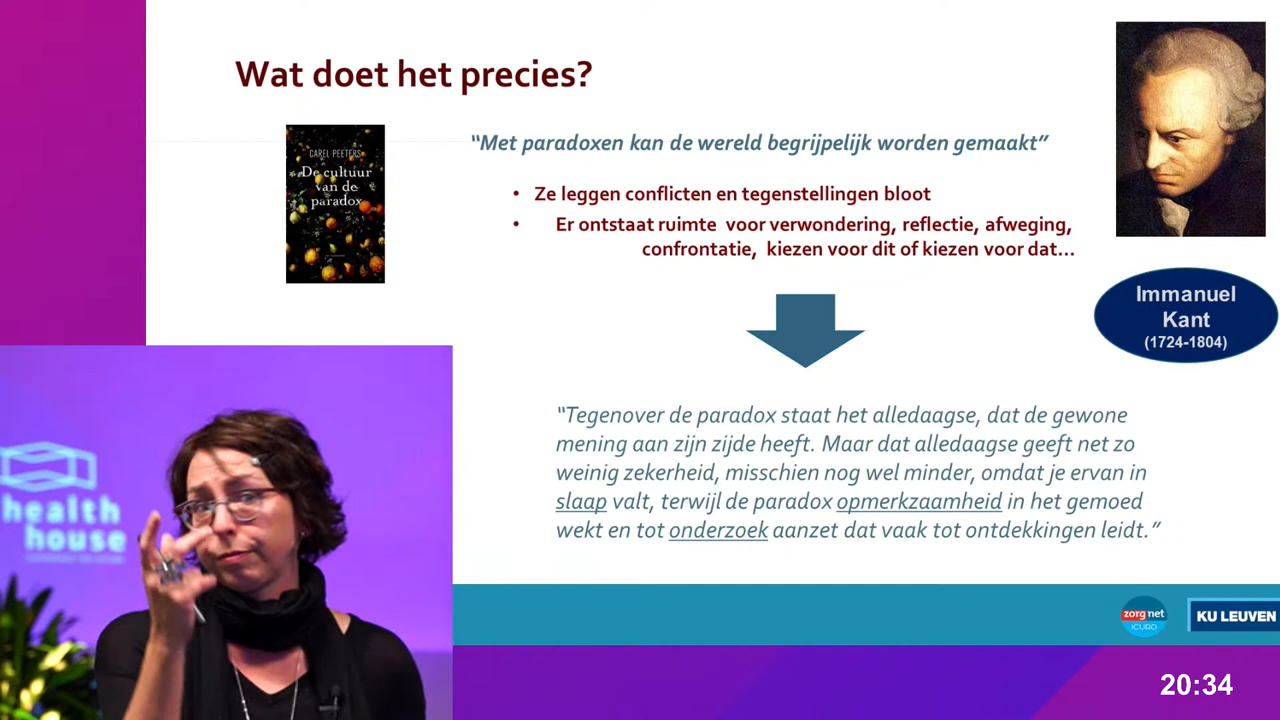 Wat doet het precies?
CAREL PEETERS
De cultuur
van de
paradox
“Met paradoxen kan de wereld begrijpelijk worden gemaakt”
• Ze leggen conflicten en tegenstellingen bloot
• Er ontstaat ruimte voor verwondering, reflectie, afweging,
confrontatie, kiezen voor dit of kiezen voor dat...
Immanuel
Kant
(1724-1804)
“Tegenover de paradox staat het alledaagse, dat de gewone
mening aan zijn zijde heeft. Maar dat alledaagse geeft net zo
weinig zekerheid, misschien nog wel minder, omdat je ervan in
slaap valt, terwijl de paradox opmerkzaamheid in het gemoed
wekt en tot onderzoek aanzet dat vaak tot ontdekkingen leidt.”
health
house
zorgnet
ICURO
KU LEUVEN
20:34